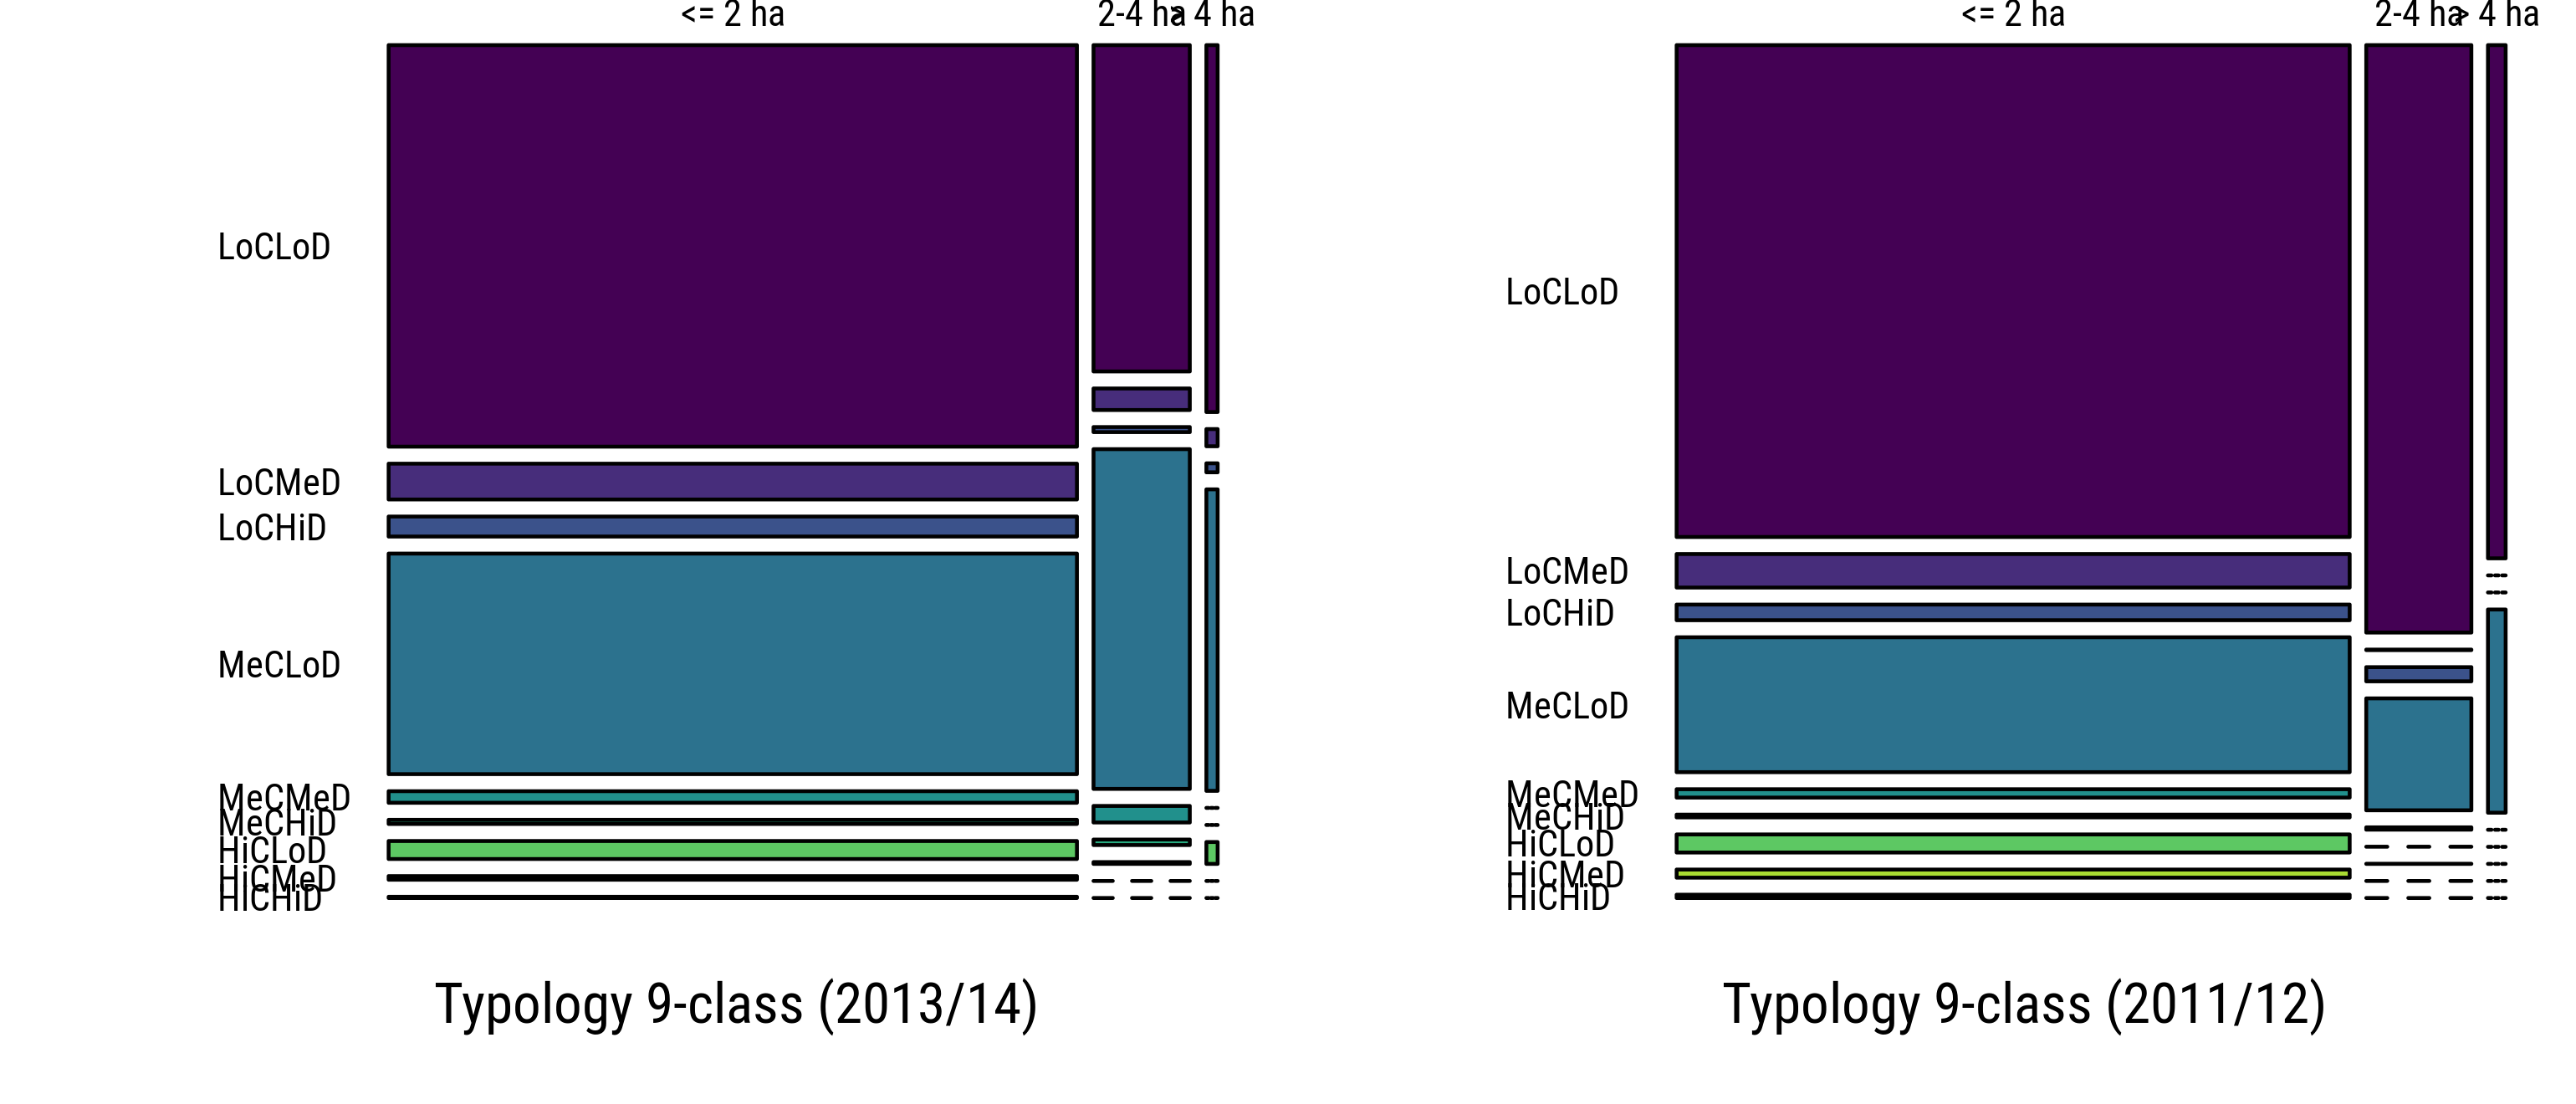 <= 2 ha
2-4 ha
> 4 ha
LoCLoD
LoCMeD
LoCHiD
MeCLoD
MeCMeD
MeCHiD
HiCLoD
HiCMeD
HiCHiD
Typology 9-class (2013/14)
<= 2 ha
2-4 ha
> 4 ha
LoCLoD
LoCMeD
LoCHiD
MeCLoD
MeCMeD
MeCHiD
HiCLoD
HiCMeD
HiCHiD
Typology 9-class (2011/12)